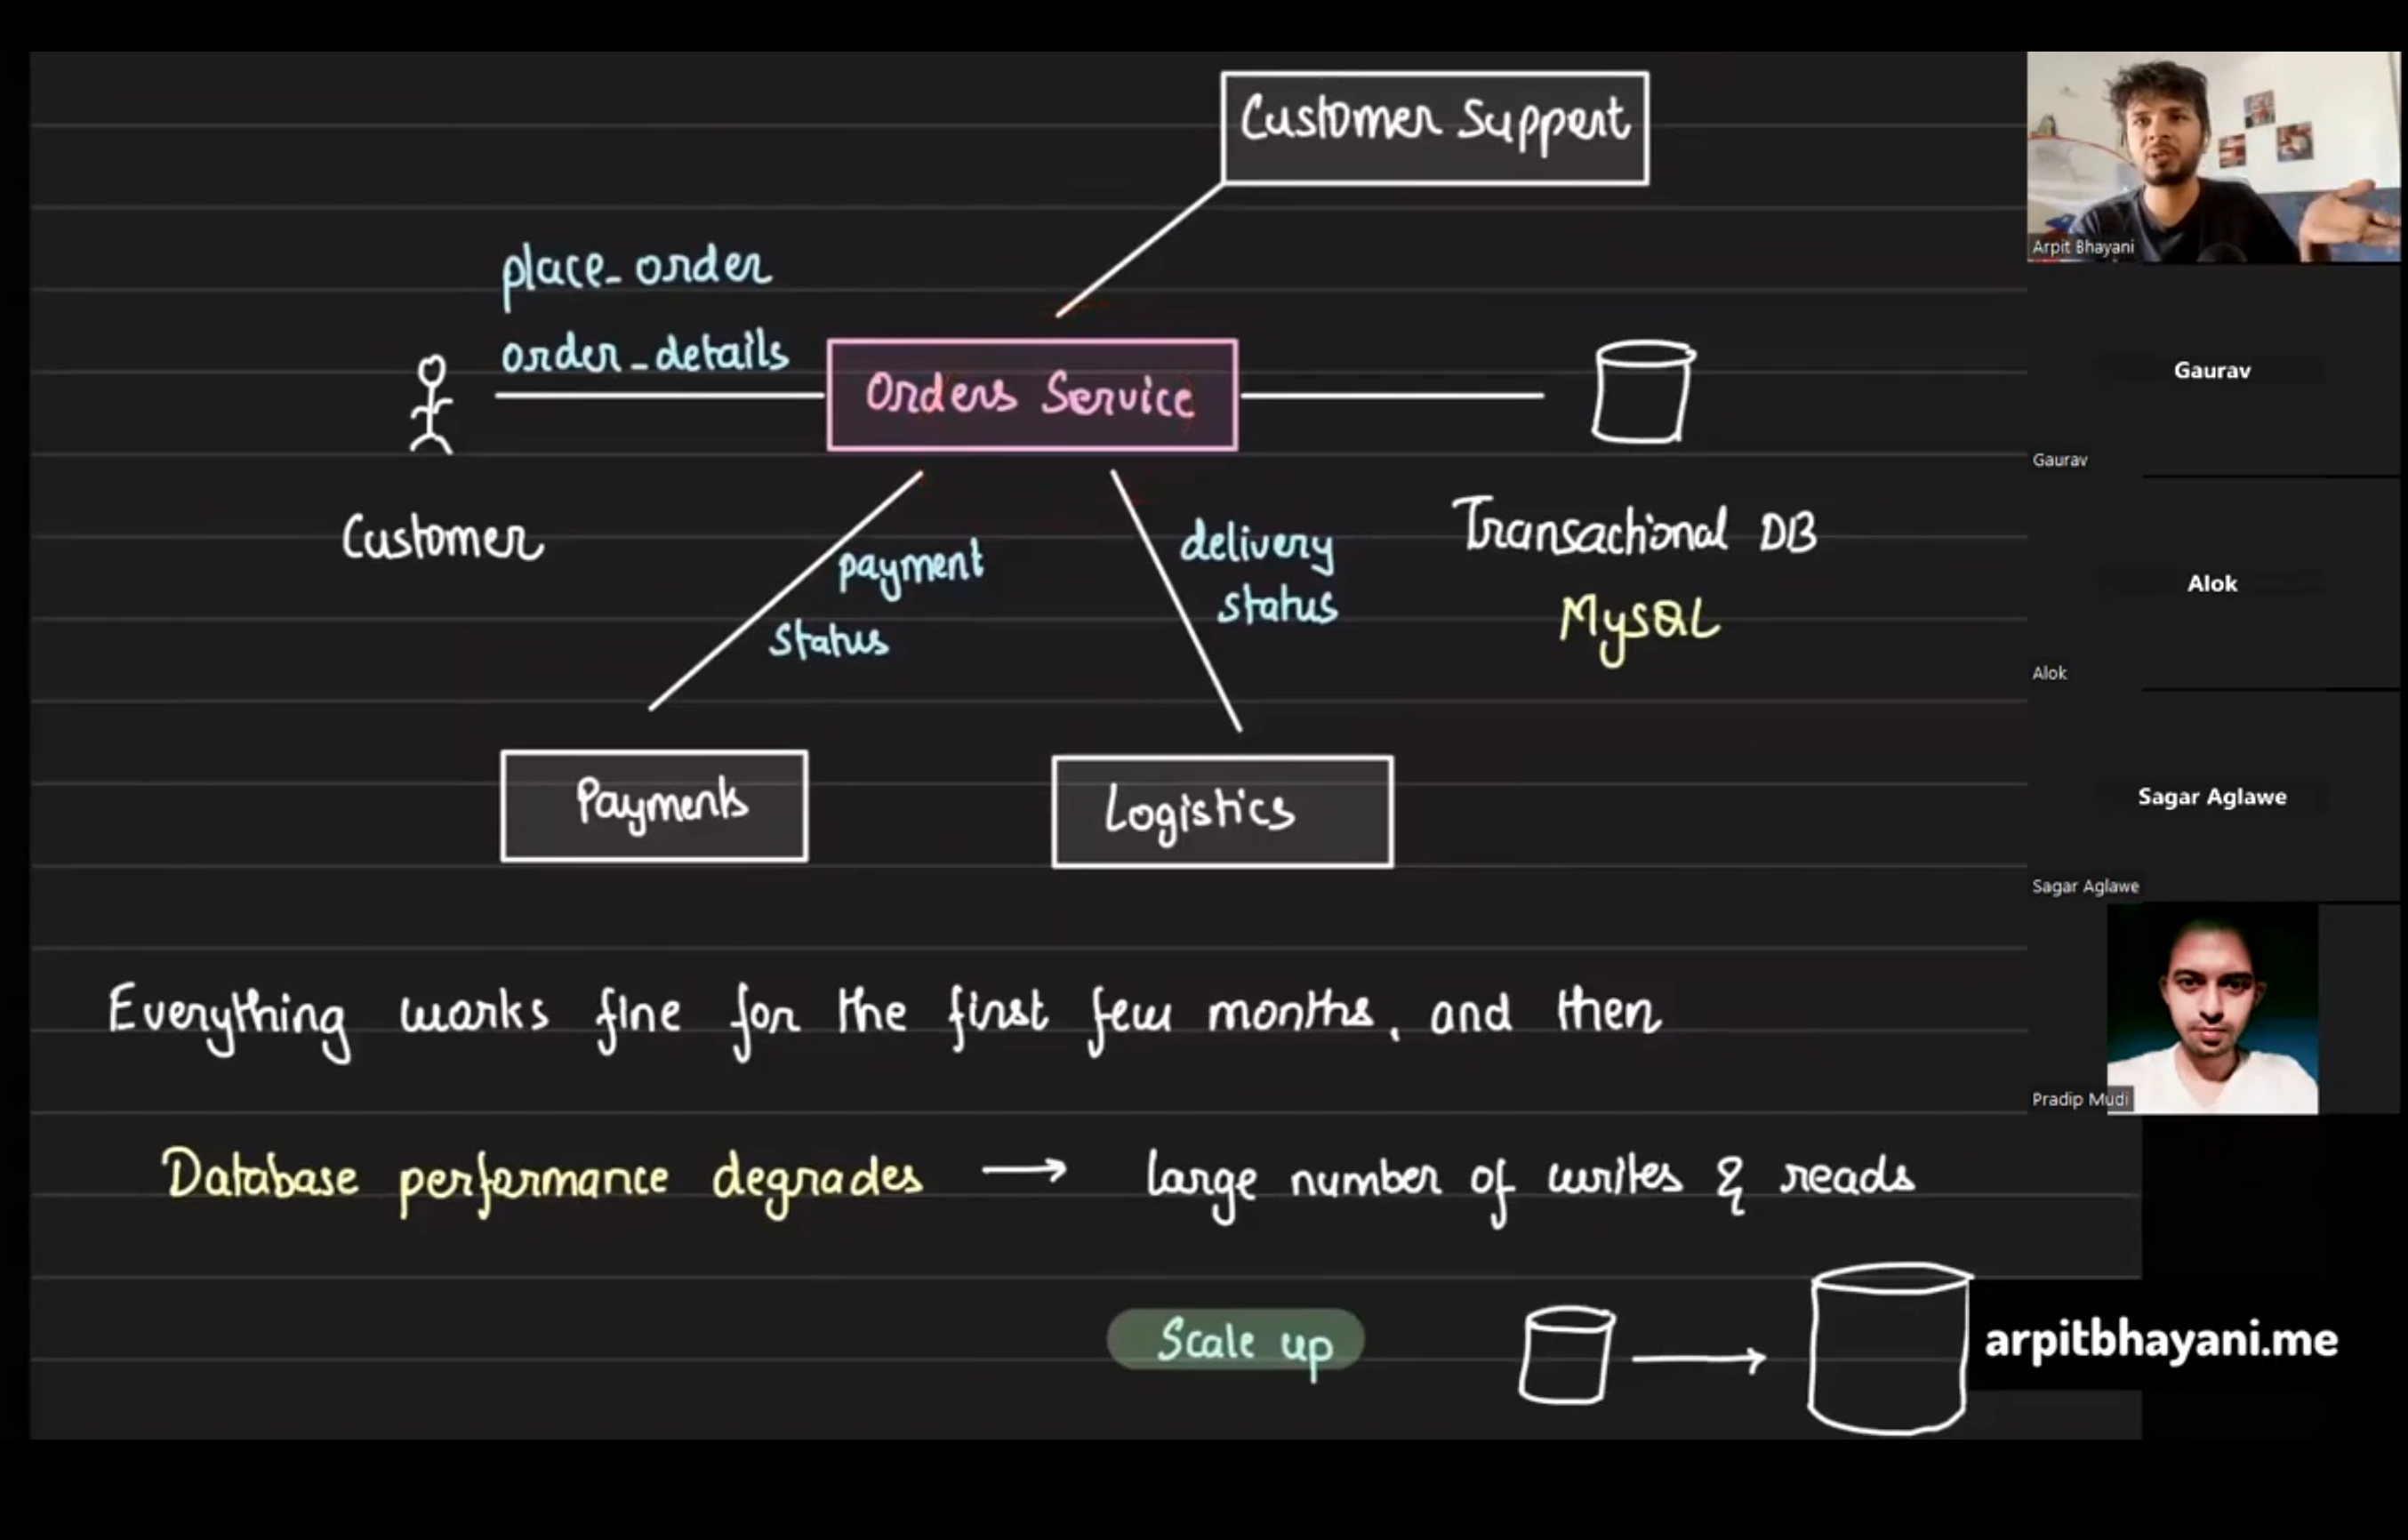 Customer Support
place_order
order_details
Orders Service
Customer
payment
status
delivery
status
Transactional DB
MySQL
Payments
Logistics
Everything works fine for the first few months, and then
Database performance degrades → large number of writes & reads
Scale up
arpitbhayani.me
Arpit Bhayani
Gaurav
Gaurav
Alok
Alok
Sagar Aglawe
Sagar Aglawe
Pradip Mudi